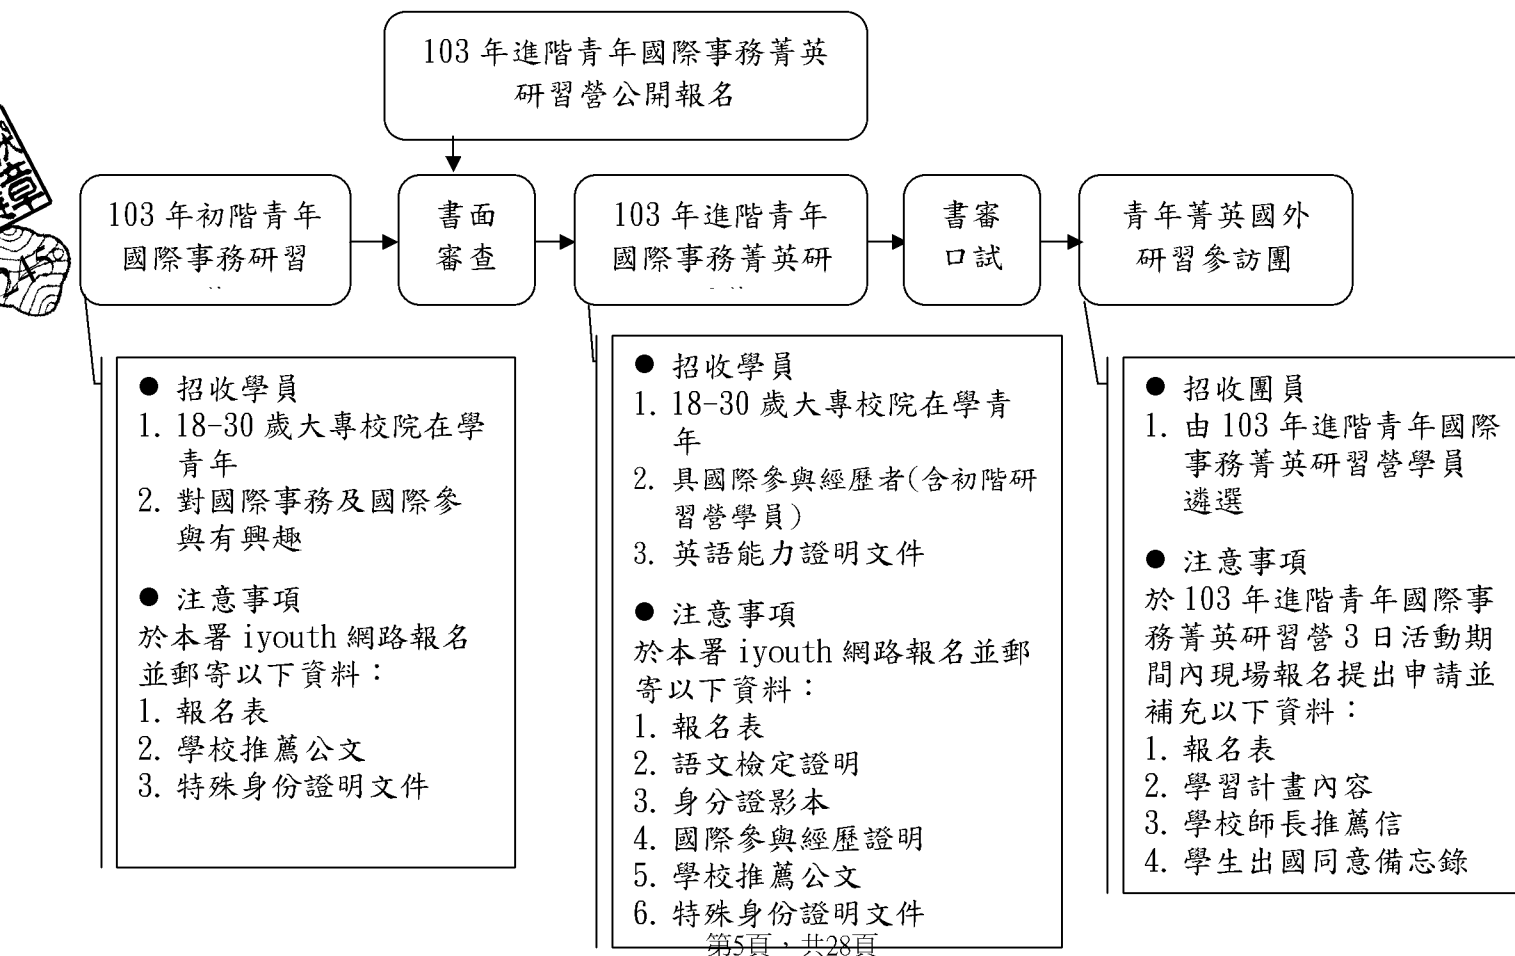 103 年進階青年國際事務菁英
研習營公開報名
103 年初階青年
國際事務研習
書面
審查
103 年進階青年
國際事務菁英研
書審
口試
青年菁英國外
研習參訪團
● 招收學員
1. 18-30 歲大專校院在學
青年
2. 對國際事務及國際參
與有興趣
● 注意事項
於本署 iyouth 網路報名
並郵寄以下資料：
1. 報名表
2. 學校推薦公文
3. 特殊身份證明文件
● 招收學員
1. 18-30 歲大專校院在學青
年
2. 具國際參與經歷者(含初階研
習營學員)
3. 英語能力證明文件
● 注意事項
於本署 iyouth 網路報名並郵
寄以下資料：
1. 報名表
2. 語文檢定證明
3. 身分證影本
4. 國際參與經歷證明
5. 學校推薦公文
6. 特殊身份證明文件
● 招收團員
1. 由 103 年進階青年國際
事務菁英研習營學員
遴選
● 注意事項
於 103 年進階青年國際事
務菁英研習營 3 日活動期
間內現場報名提出申請並
補充以下資料：
1. 報名表
2. 學習計畫內容
3. 學校師長推薦信
4. 學生出國同意備忘錄
第5頁，共28頁